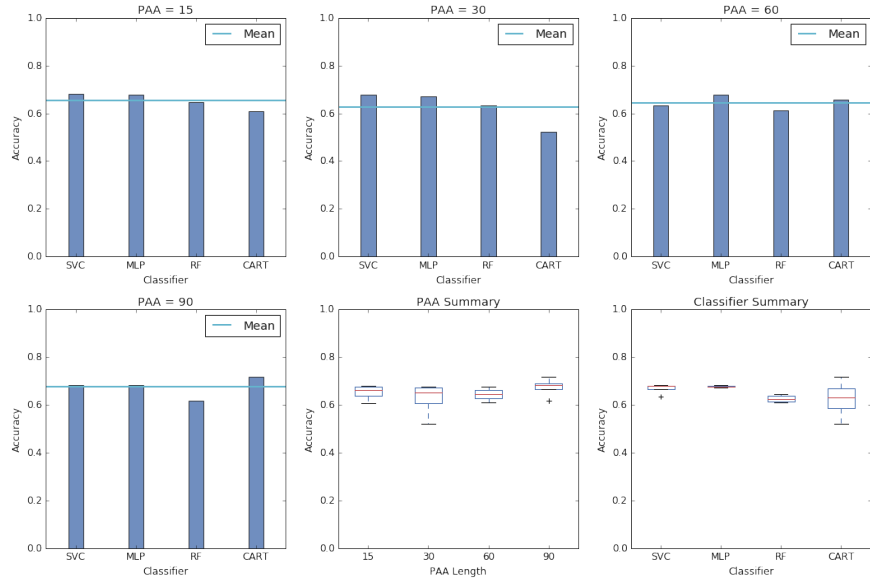 PAA = 15
1.0
0.8
0.6
0.4
0.2
0.0
Accuracy
Mean
SVC MLP RF CART
Classifier
PAA = 30
1.0
0.8
0.6
0.4
0.2
0.0
Accuracy
Mean
SVC MLP RF CART
Classifier
PAA = 60
1.0
0.8
0.6
0.4
0.2
0.0
Accuracy
Mean
SVC MLP RF CART
Classifier
PAA = 90
1.0
0.8
0.6
0.4
0.2
0.0
Accuracy
Mean
SVC MLP RF CART
Classifier
PAA Summary
1.0
0.8
0.6
0.4
0.2
0.0
Accuracy
15 30 60 90
PAA Length
Classifier Summary
1.0
0.8
0.6
0.4
0.2
0.0
Accuracy
SVC MLP RF CART
Classifier